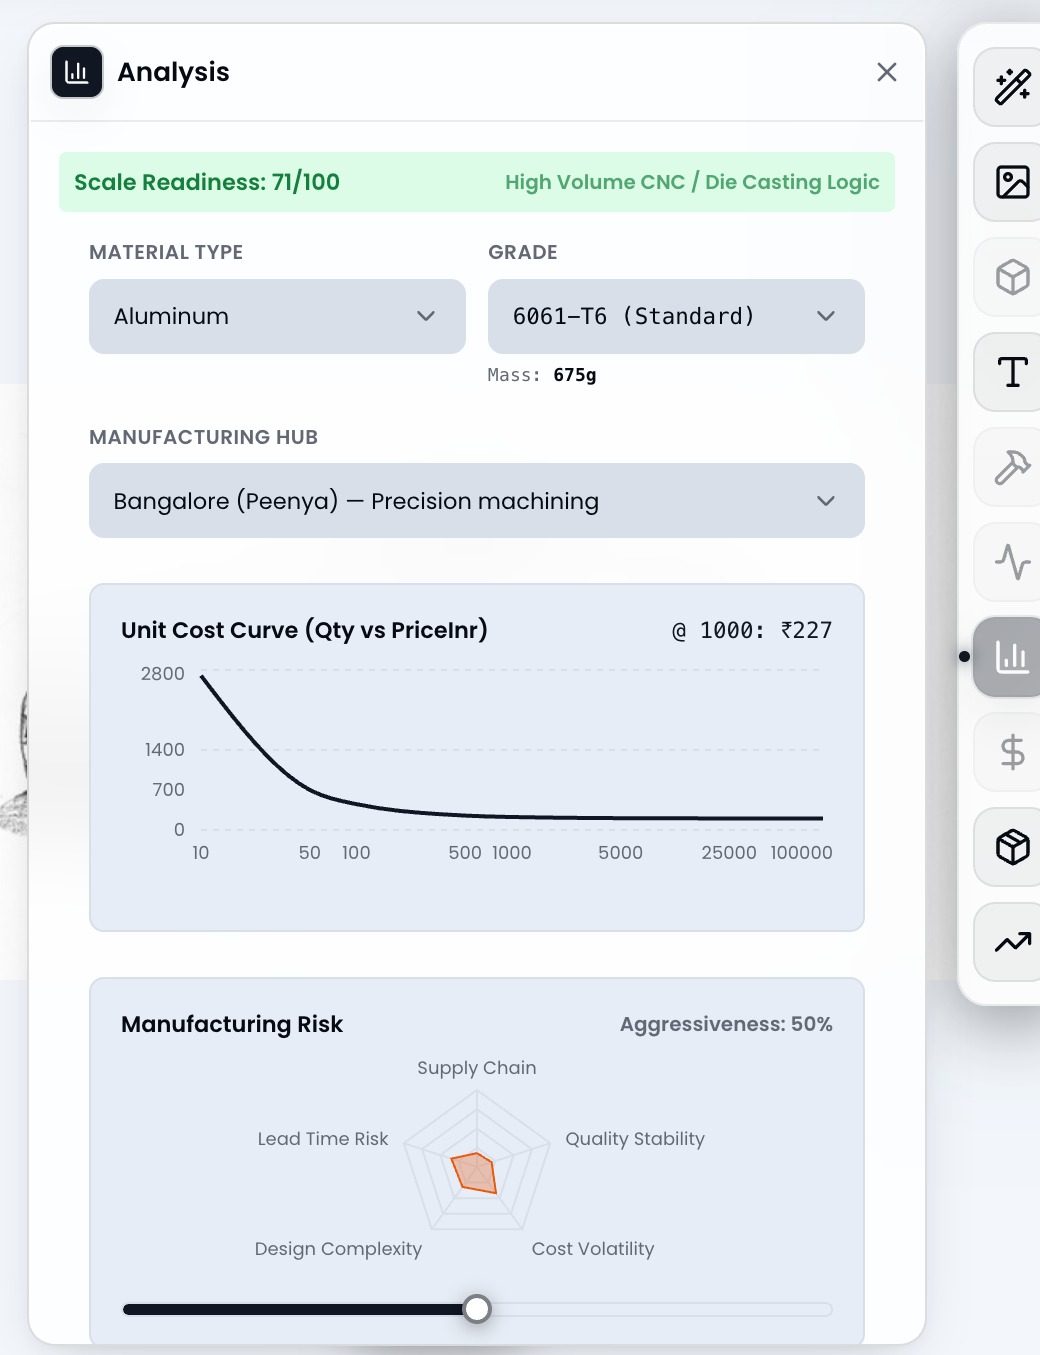 Analysis
Scale Readiness: 71/100 High Volume CNC / Die Casting Logic
MATERIAL TYPE GRADE
Aluminum 6061-T6 (Standard)
Mass: 675g
MANUFACTURING HUB
Bangalore (Peenya) — Precision machining
Unit Cost Curve (Qty vs PriceInr) @ 1000: ₹227
2800
1400
700
0
10 50 100 500 1000 5000 25000 100000
Manufacturing Risk Aggressiveness: 50%
Supply Chain
Lead Time Risk Quality Stability
Design Complexity Cost Volatility